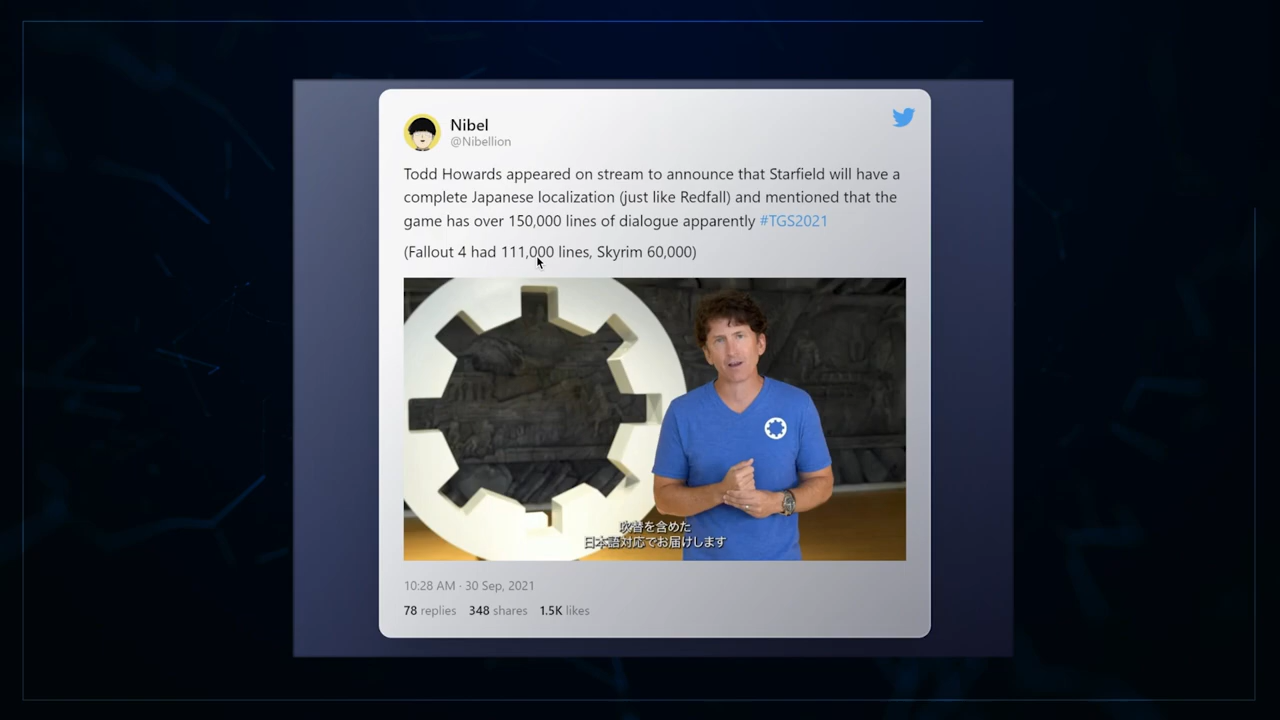 Nibel
@Nibellion
Todd Howards appeared on stream to announce that Starfield will have a
complete Japanese localization (just like Redfall) and mentioned that the
game has over 150,000 lines of dialogue apparently #TGS2021
(Fallout 4 had 111,000 lines, Skyrim 60,000)
吹替を含めた
日本語対応でお届けします
10:28 AM · 30 Sep, 2021
78 replies 348 shares 1.5K likes